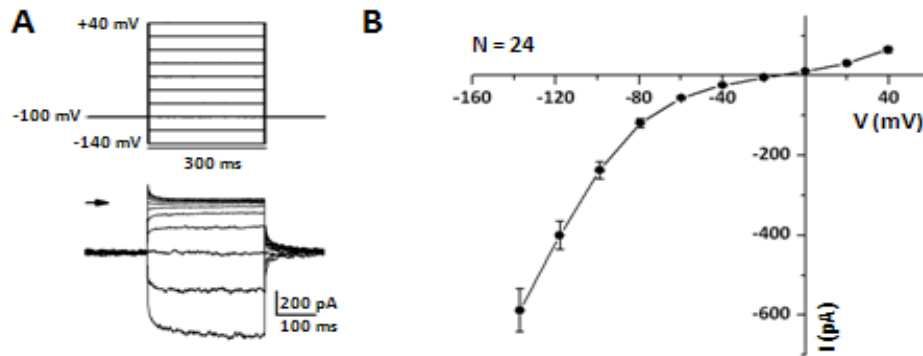 A
+40 mV
-100 mV
-140 mV
300 ms
200 pA
100 ms
B
N = 24
-160
-120
-80
-40
40
V (mV)
-200
-400
-600
I (pA)